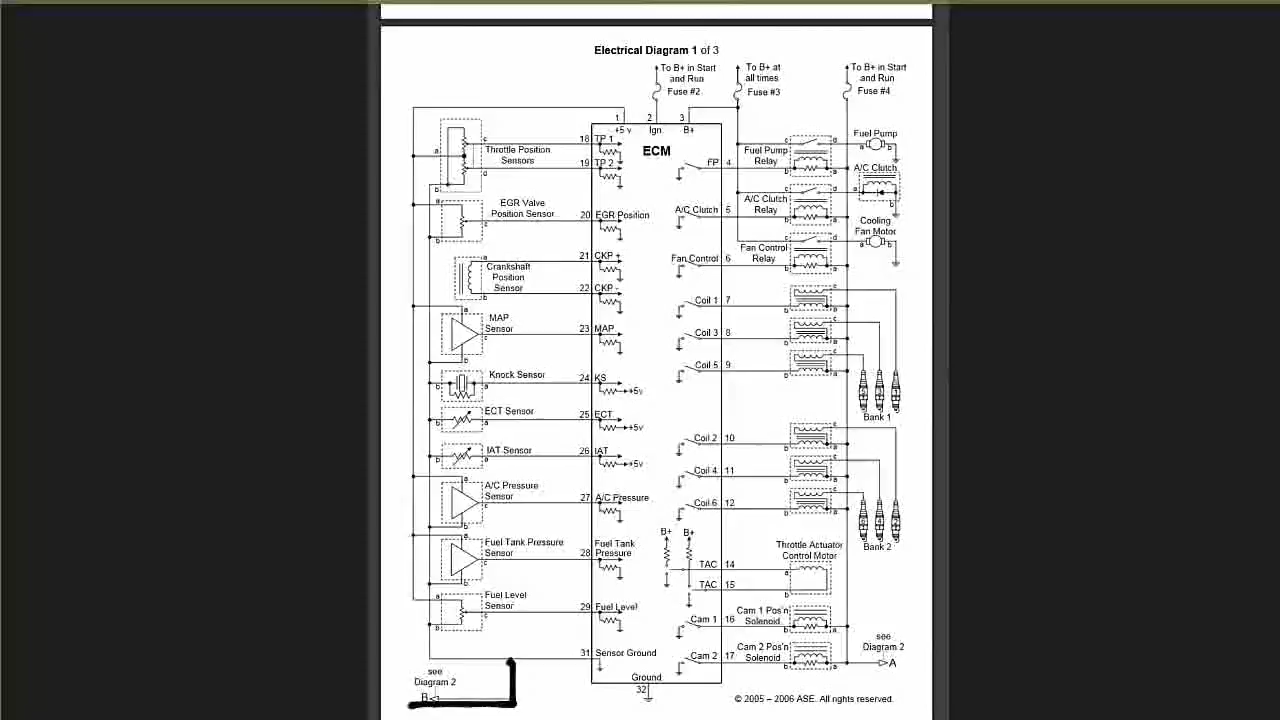 Electrical Diagram 1 of 3
To B+ in Start
and Run
Fuse #2
To B+ at
all times
Fuse #3
To B+ in Start
and Run
Fuse #4
1
+5 v
2
Ign
3
B+
ECM
a
c
d
b
Throttle Position
Sensors
18 TP 1
19 TP 2
FP 4
Fuel Pump
Relay
c d
b a
Fuel Pump
a b
A/C Clutch
a
b
EGR Valve
Position Sensor
a
b
c
20 EGR Position
A/C Clutch 5
A/C Clutch
Relay
c d
b a
Cooling
Fan Motor
a b
Crankshaft
Position
Sensor
a
b
21 CKP +
22 CKP -
Fan Control 6
Fan Control
Relay
c d
b a
MAP
Sensor
a
c
b
23 MAP
Coil 1 7
c
b a
Coil 3 8
c
b a
Coil 5 9
c
b a
5 3 1
Bank 1
Knock Sensor
b a
24 KS
+5v
ECT Sensor
b a
25 ECT
+5v
IAT Sensor
b a
26 IAT
+5v
Coil 2 10
c
b a
Coil 4 11
c
b a
Coil 6 12
c
b a
6 4 2
Bank 2
A/C Pressure
Sensor
a
c
b
27 A/C Pressure
Fuel Tank Pressure
Sensor
a
c
b
28 Fuel Tank
Pressure
B+ B+
TAC 14
TAC 15
Throttle Actuator
Control Motor
a
b
Fuel Level
Sensor
a
c
b
29 Fuel Level
Cam 1 16
Cam 1 Pos'n
Solenoid
b a
31 Sensor Ground
Cam 2 17
Cam 2 Pos'n
Solenoid
b a
see
Diagram 2
A
see
Diagram 2
B
Ground
32
© 2005 – 2006 ASE. All rights reserved.